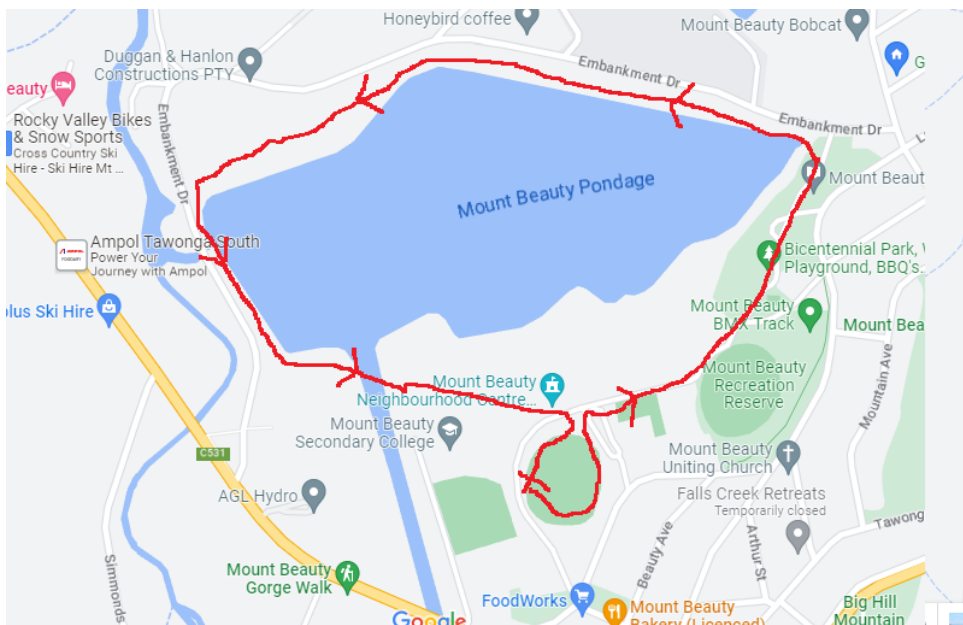 Honeybird coffee
Mount Beauty Bobcat
Duggan & Hanlon
Constructions PTY
Embankment Dr
G
eauty
Rocky Valley Bikes
& Snow Sports
Cross Country Ski
Hire - Ski Hire Mt ...
Embankment Dr
Embankment Dr
Mount Beaut
Mount Beauty Pondage
Ampol Tawonga South
Power Your
Journey with Ampol
AMPOL
FOODARY
Bicentennial Park, W
Playground, BBQ's...
olus Ski Hire
Mount Beauty
BMX Track
Mount Bea
Mountain Ave
Mount Beauty
Recreation
Reserve
Mount Beauty
Neighbourhood Centre...
Mount Beauty
Secondary College
C531
Mount Beauty
Uniting Church
AGL Hydro
Falls Creek Retreats
Temporarily closed
Tawong
Simmonds
Beauty Ave
Arthur St
Mount Beauty
Gorge Walk
FoodWorks
Mount Beauty
Bakery (Licenced)
Big Hill
Mountain
Google